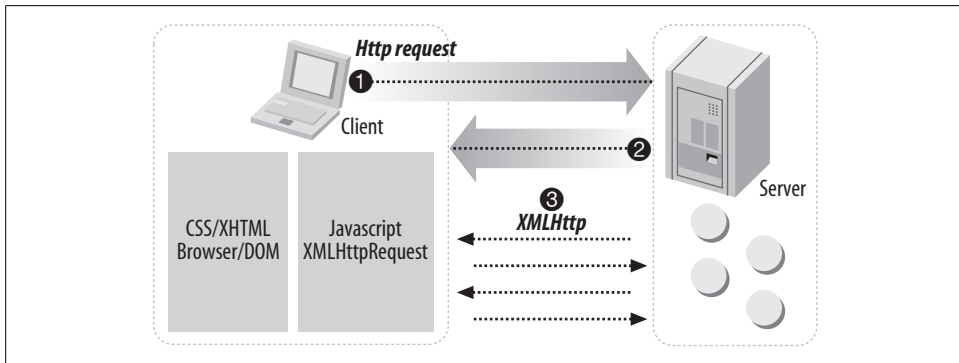 Http request
1
Client
2
Server
3
XMLHttp
CSS/XHTML
Browser/DOM
Javascript
XMLHttpRequest